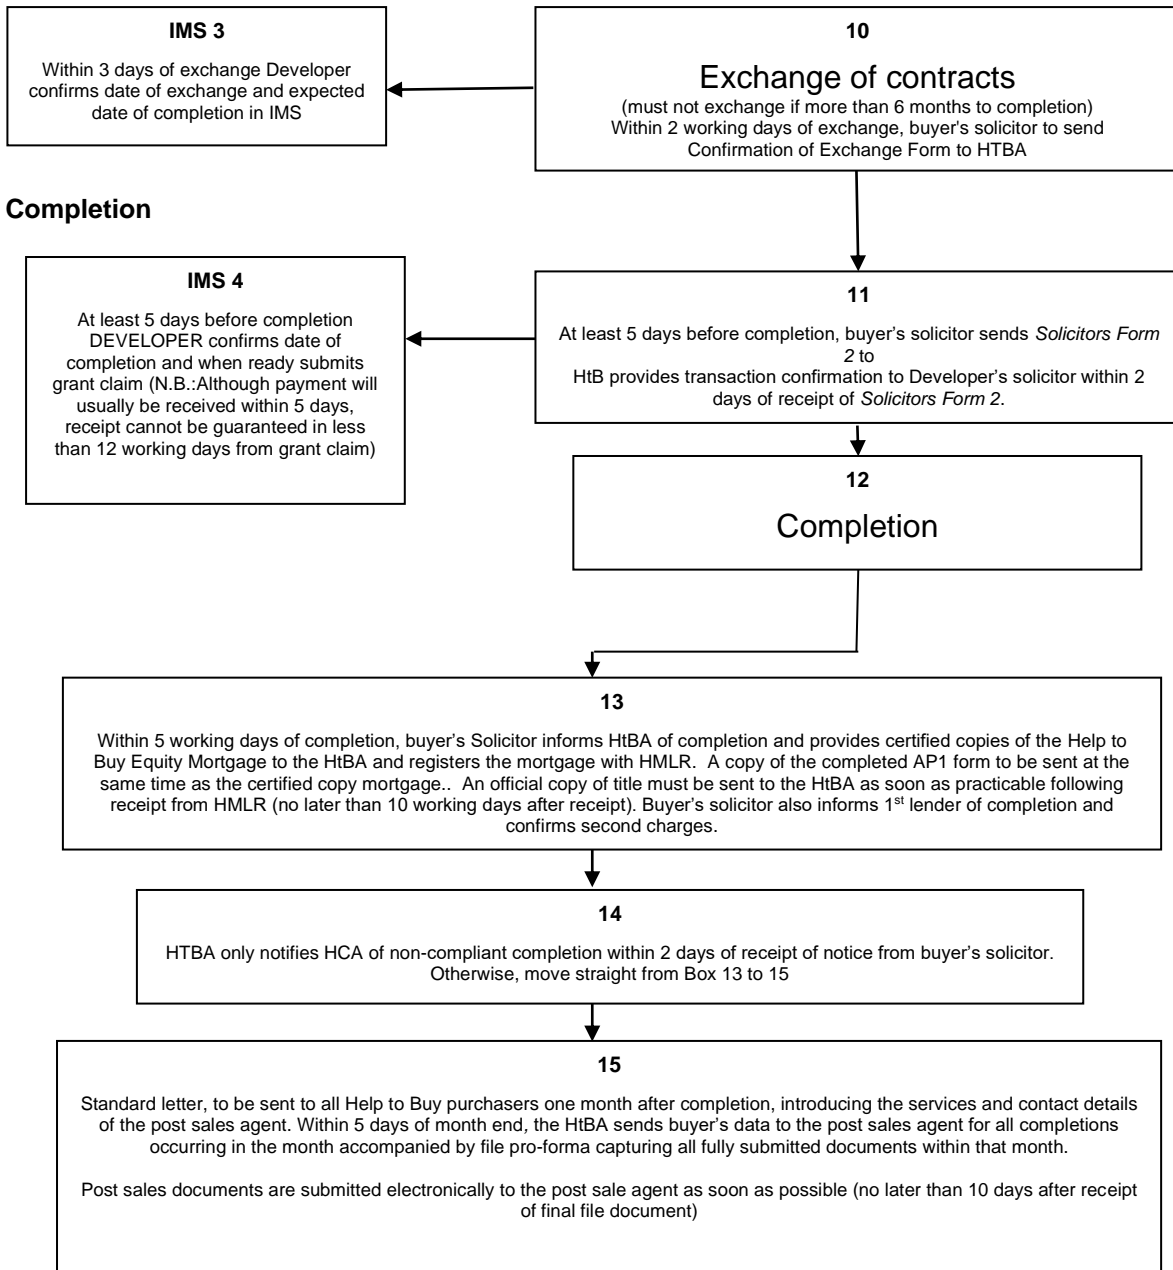 IMS 3
Within 3 days of exchange Developer
confirms date of exchange and expected
date of completion in IMS
10
Exchange of contracts
(must not exchange if more than 6 months to completion)
Within 2 working days of exchange, buyer's solicitor to send
Confirmation of Exchange Form to HTBA
Completion
IMS 4
At least 5 days before completion
DEVELOPER confirms date of
completion and when ready submits
grant claim (N.B.:Although payment will
usually be received within 5 days,
receipt cannot be guaranteed in less
than 12 working days from grant claim)
11
At least 5 days before completion, buyer’s solicitor sends Solicitors Form
2 to
HtB provides transaction confirmation to Developer’s solicitor within 2
days of receipt of Solicitors Form 2.
12
Completion
13
Within 5 working days of completion, buyer’s Solicitor informs HtBA of completion and provides certified copies of the Help to
Buy Equity Mortgage to the HtBA and registers the mortgage with HMLR.  A copy of the completed AP1 form to be sent at the
same time as the certified copy mortgage..  An official copy of title must be sent to the HtBA as soon as practicable following
receipt from HMLR (no later than 10 working days after receipt). Buyer’s solicitor also informs 1st lender of completion and
confirms second charges.
14
HTBA only notifies HCA of non-compliant completion within 2 days of receipt of notice from buyer’s solicitor.
Otherwise, move straight from Box 13 to 15
15
Standard letter, to be sent to all Help to Buy purchasers one month after completion, introducing the services and contact details
of the post sales agent. Within 5 days of month end, the HtBA sends buyer’s data to the post sales agent for all completions
occurring in the month accompanied by file pro-forma capturing all fully submitted documents within that month.
Post sales documents are submitted electronically to the post sale agent as soon as possible (no later than 10 days after receipt
of final file document)